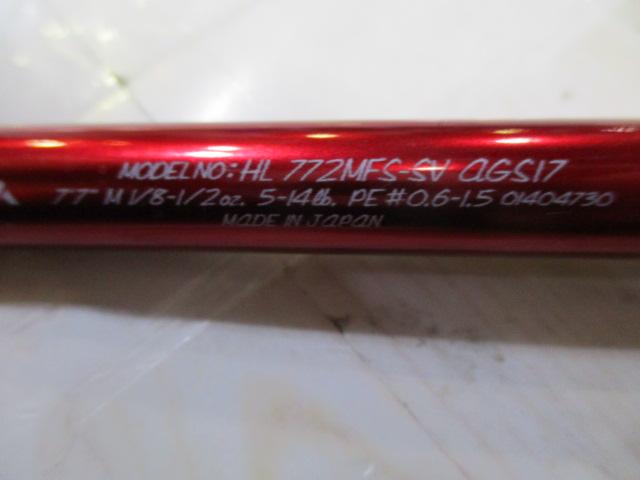 MODEL NO: HL 772MFS-SV AGS17
M 1/8-1/2oz. 5-14lb. PE #0.6-1.5 01404730
MADE IN JAPAN